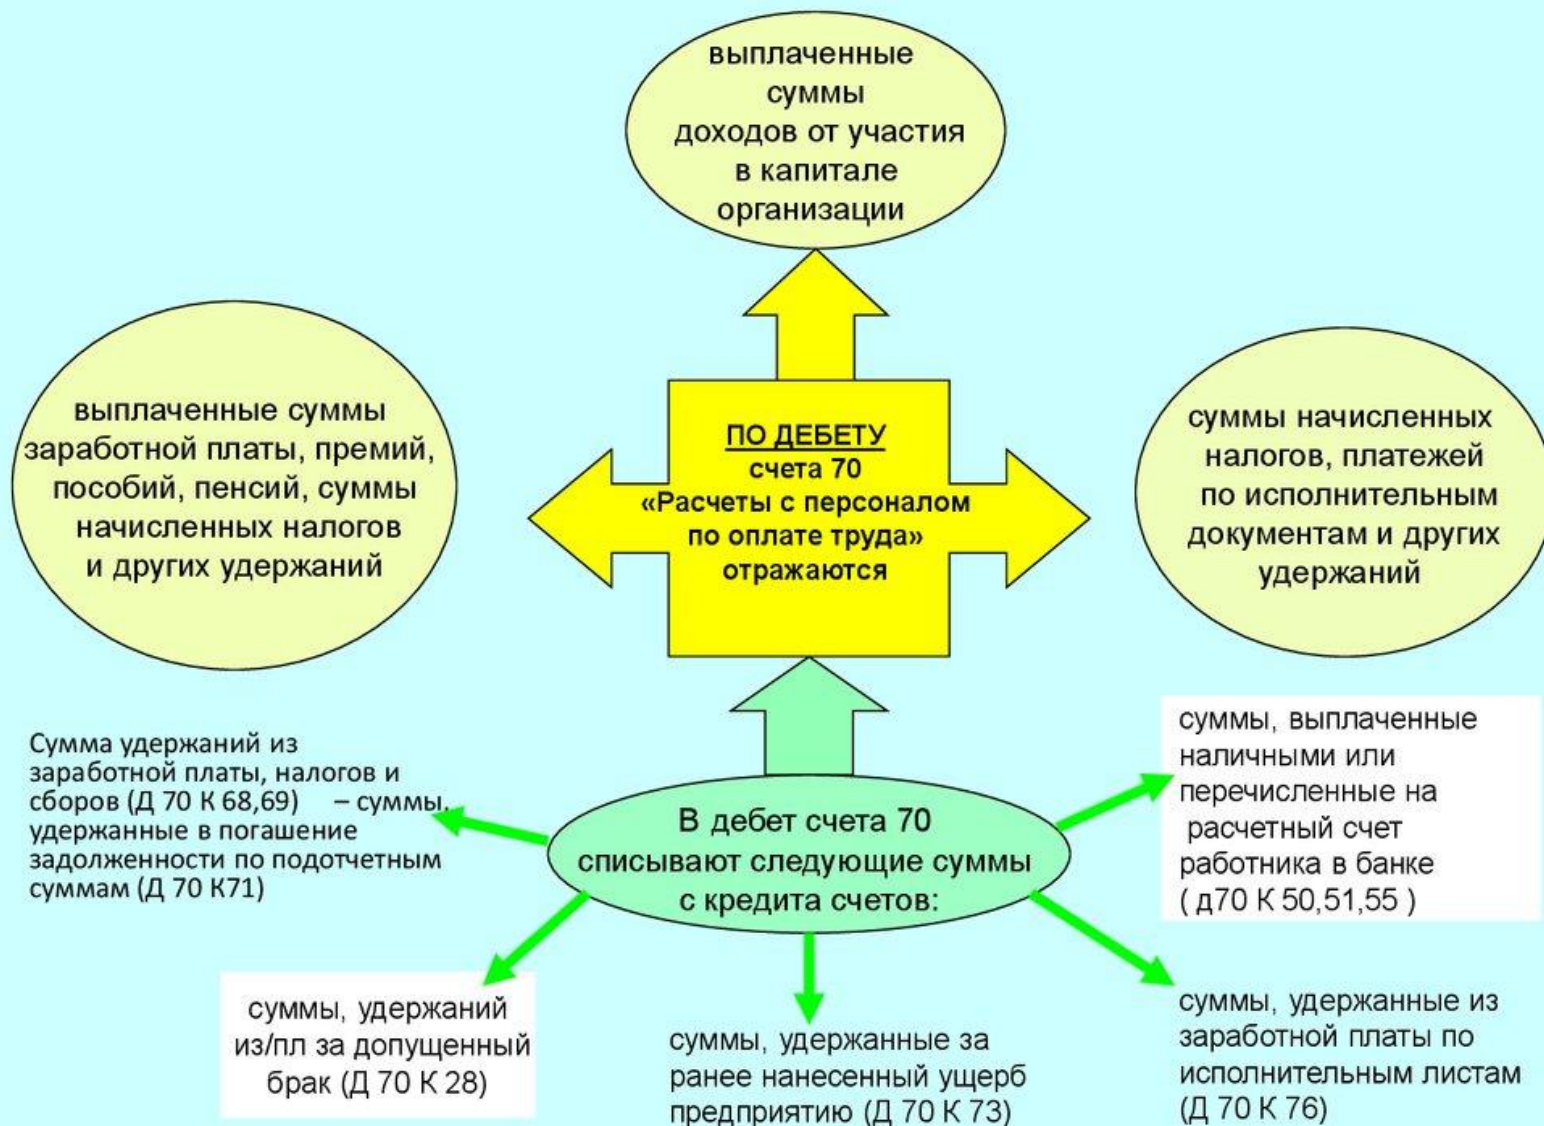 выплаченные
суммы
доходов от участия
в капитале
организации
выплаченные суммы
заработной платы, премий,
пособий, пенсий, суммы
начисленных налогов
и других удержаний
ПО ДЕБЕТУ
счета 70
«Расчеты с персоналом
по оплате труда»
отражаются
суммы начисленных
налогов, платежей
по исполнительным
документам и других
удержаний
Сумма удержаний из
заработной платы, налогов и
сборов (Д 70 К 68,69) – суммы,
удержанные в погашение
задолженности по подотчетным
суммам (Д 70 К71)
В дебет счета 70
списывают следующие суммы
с кредита счетов:
суммы, выплаченные
наличными или
перечисленные на
расчетный счет
работника в банке
( д70 К 50,51,55 )
суммы, удержаний
из/пл за допущенный
брак (Д 70 К 28)
суммы, удержанные за
ранее нанесенный ущерб
предприятию (Д 70 К 73)
суммы, удержанные из
заработной платы по
исполнительным листам
(Д 70 К 76)